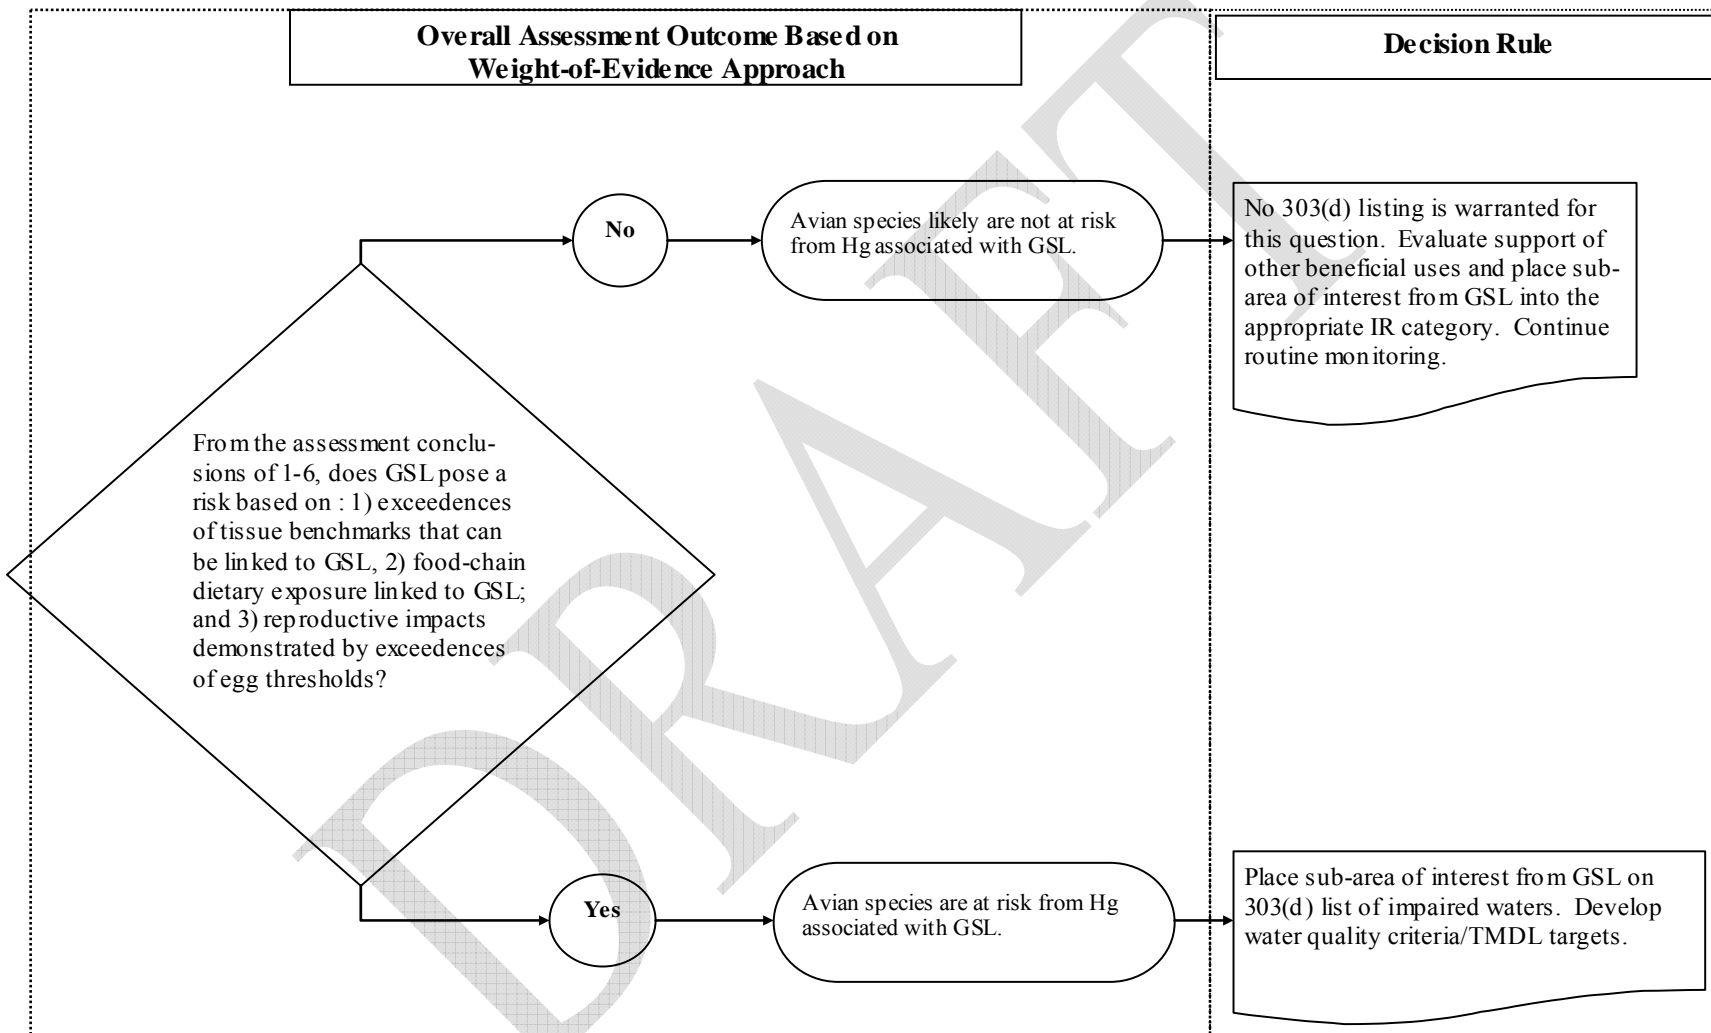 Overall Assessment Outcome Based on
Weight-of-Evidence Approach
Decision Rule
No
Avian species likely are not at risk
from Hg associated with GSL.
No 303(d) listing is warranted for
this question. Evaluate support of
other beneficial uses and place sub-
area of interest from GSL into the
appropriate IR category. Continue
routine monitoring.
From the assessment conclu-
sions of 1-6, does GSL pose a
risk based on : 1) exceedences
of tissue benchmarks that can
be linked to GSL, 2) food-chain
dietary exposure linked to GSL;
and 3) reproductive impacts
demonstrated by exceedences
of egg thresholds?
Yes
Avian species are at risk from Hg
associated with GSL.
Place sub-area of interest from GSL on
303(d) list of impaired waters. Develop
water quality criteria/TMDL targets.
DRAFT